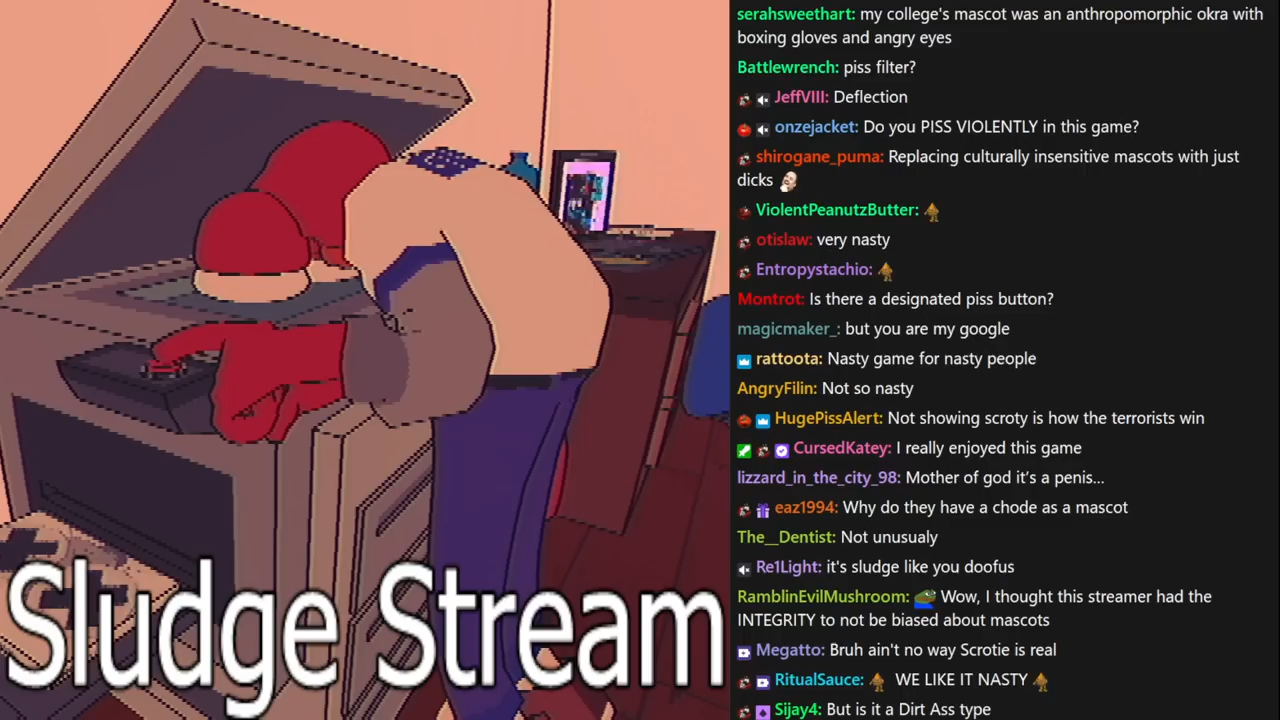 serahsweethart: my college's mascot was an anthropomorphic okra with
boxing gloves and angry eyes
Battlewrench: piss filter?
JeffVIII: Deflection
onzejacket: Do you PISS VIOLENTLY in this game?
shirogane_puma: Replacing culturally insensitive mascots with just
dicks
ViolentPeanutzButter:
otislaw: very nasty
Entropystachio:
Montrot: Is there a designated piss button?
magicmaker_: but you are my google
rattoota: Nasty game for nasty people
AngryFilin: Not so nasty
HugePissAlert: Not showing scroty is how the terrorists win
CursedKatey: I really enjoyed this game
lizzard_in_the_city_98: Mother of god it's a penis...
eaz1994: Why do they have a chode as a mascot
The__Dentist: Not unusualy
Re1Light: it's sludge like you doofus
RamblinEvilMushroom: Wow, I thought this streamer had the
INTEGRITY to not be biased about mascots
Megatto: Bruh ain't no way Scrotie is real
RitualSauce: WE LIKE IT NASTY
Sijay4: But is it a Dirt Ass type
Sludge Stream